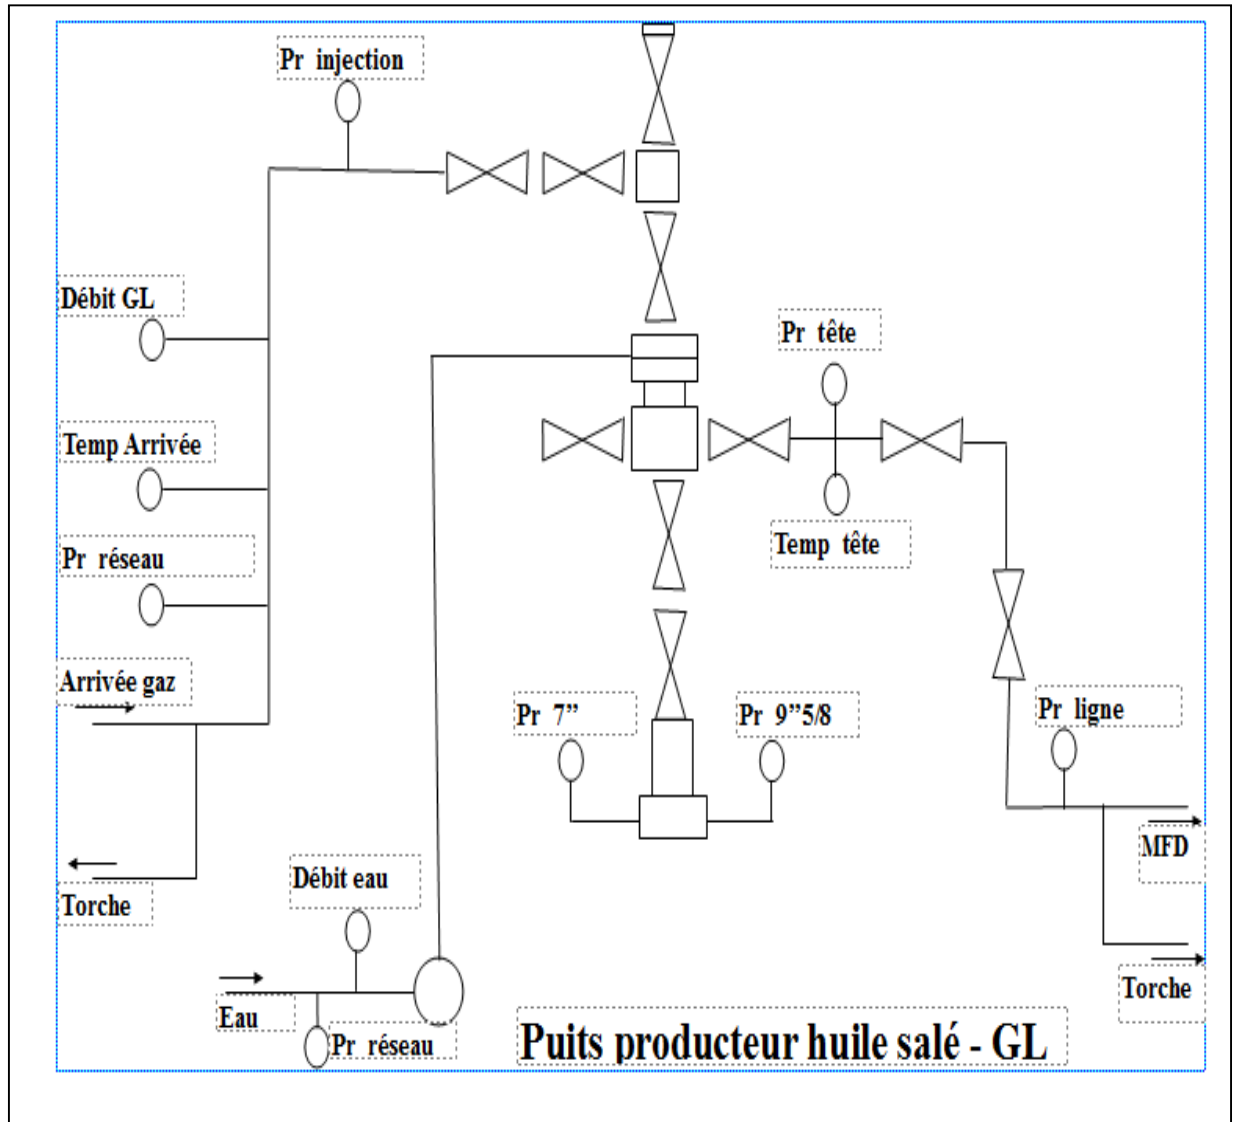 Pr injection
Débit GL
Pr tête
Temp Arrivée
Temp tête
Pr réseau
Arrivée gaz
Pr 7’’
Pr 9’’5/8
Pr ligne
MFD
Débit eau
Torche
Torche
Eau
Pr réseau
Puits producteur huile salé - GL